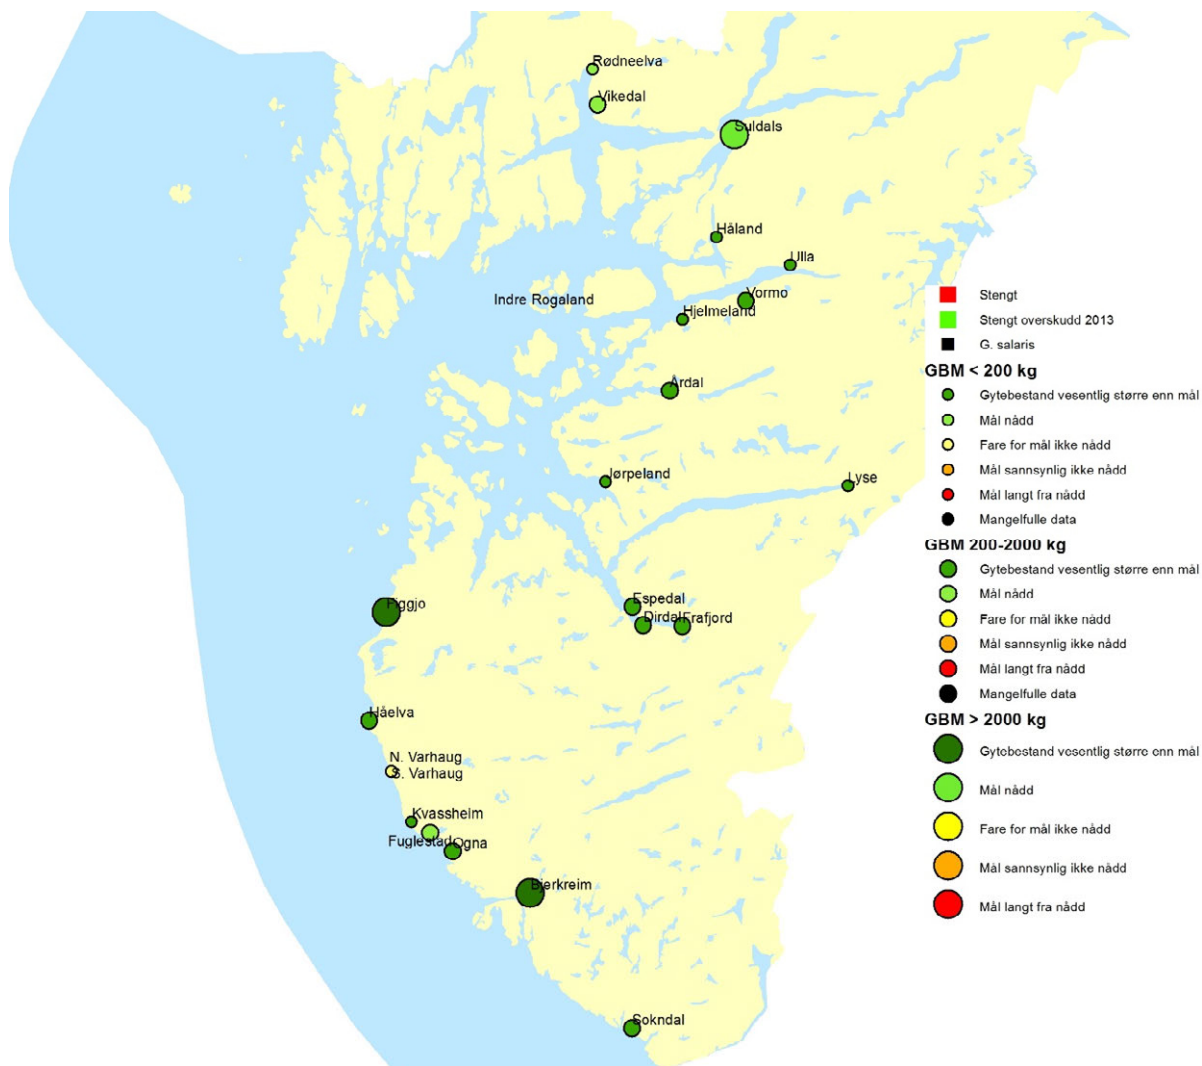 Rødneelva
Vikedal
Suldals
Håland
Ulla
Indre Rogaland
Vormo
Hjelmeland
Årdal
Jørpeland
Lyse
Figgjo
Espedal
Dirdal
Frafjord
Håelva
N. Varhaug
S. Varhaug
Kvassheim
Fuglestad
Ogna
Bjerkreim
Sokndal
Stengt
Stengt overskudd 2013
G. salaris
GBM < 200 kg
Gytebestand vesentlig større enn mål
Mål nådd
Fare for mål ikke nådd
Mål sannsynlig ikke nådd
Mål langt fra nådd
Mangelfulle data
GBM 200-2000 kg
Gytebestand vesentlig større enn mål
Mål nådd
Fare for mål ikke nådd
Mål sannsynlig ikke nådd
Mål langt fra nådd
Mangelfulle data
GBM > 2000 kg
Gytebestand vesentlig større enn mål
Mål nådd
Fare for mål ikke nådd
Mål sannsynlig ikke nådd
Mål langt fra nådd